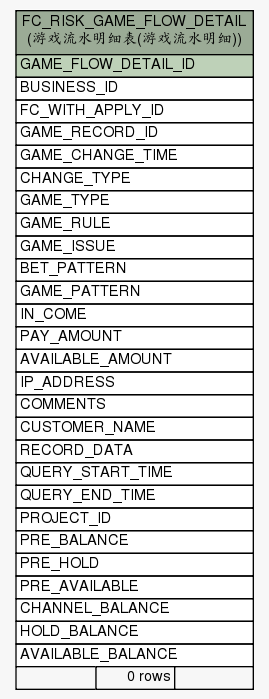 FC_RISK_GAME_FLOW_DETAIL
(游戏流水明细表(游戏流水明细))
GAME_FLOW_DETAIL_ID
BUSINESS_ID
FC_WITH_APPLY_ID
GAME_RECORD_ID
GAME_CHANGE_TIME
CHANGE_TYPE
GAME_TYPE
GAME_RULE
GAME_ISSUE
BET_PATTERN
GAME_PATTERN
IN_COME
PAY_AMOUNT
AVAILABLE_AMOUNT
IP_ADDRESS
COMMENTS
CUSTOMER_NAME
RECORD_DATA
QUERY_START_TIME
QUERY_END_TIME
PROJECT_ID
PRE_BALANCE
PRE_HOLD
PRE_AVAILABLE
CHANNEL_BALANCE
HOLD_BALANCE
AVAILABLE_BALANCE
0 rows